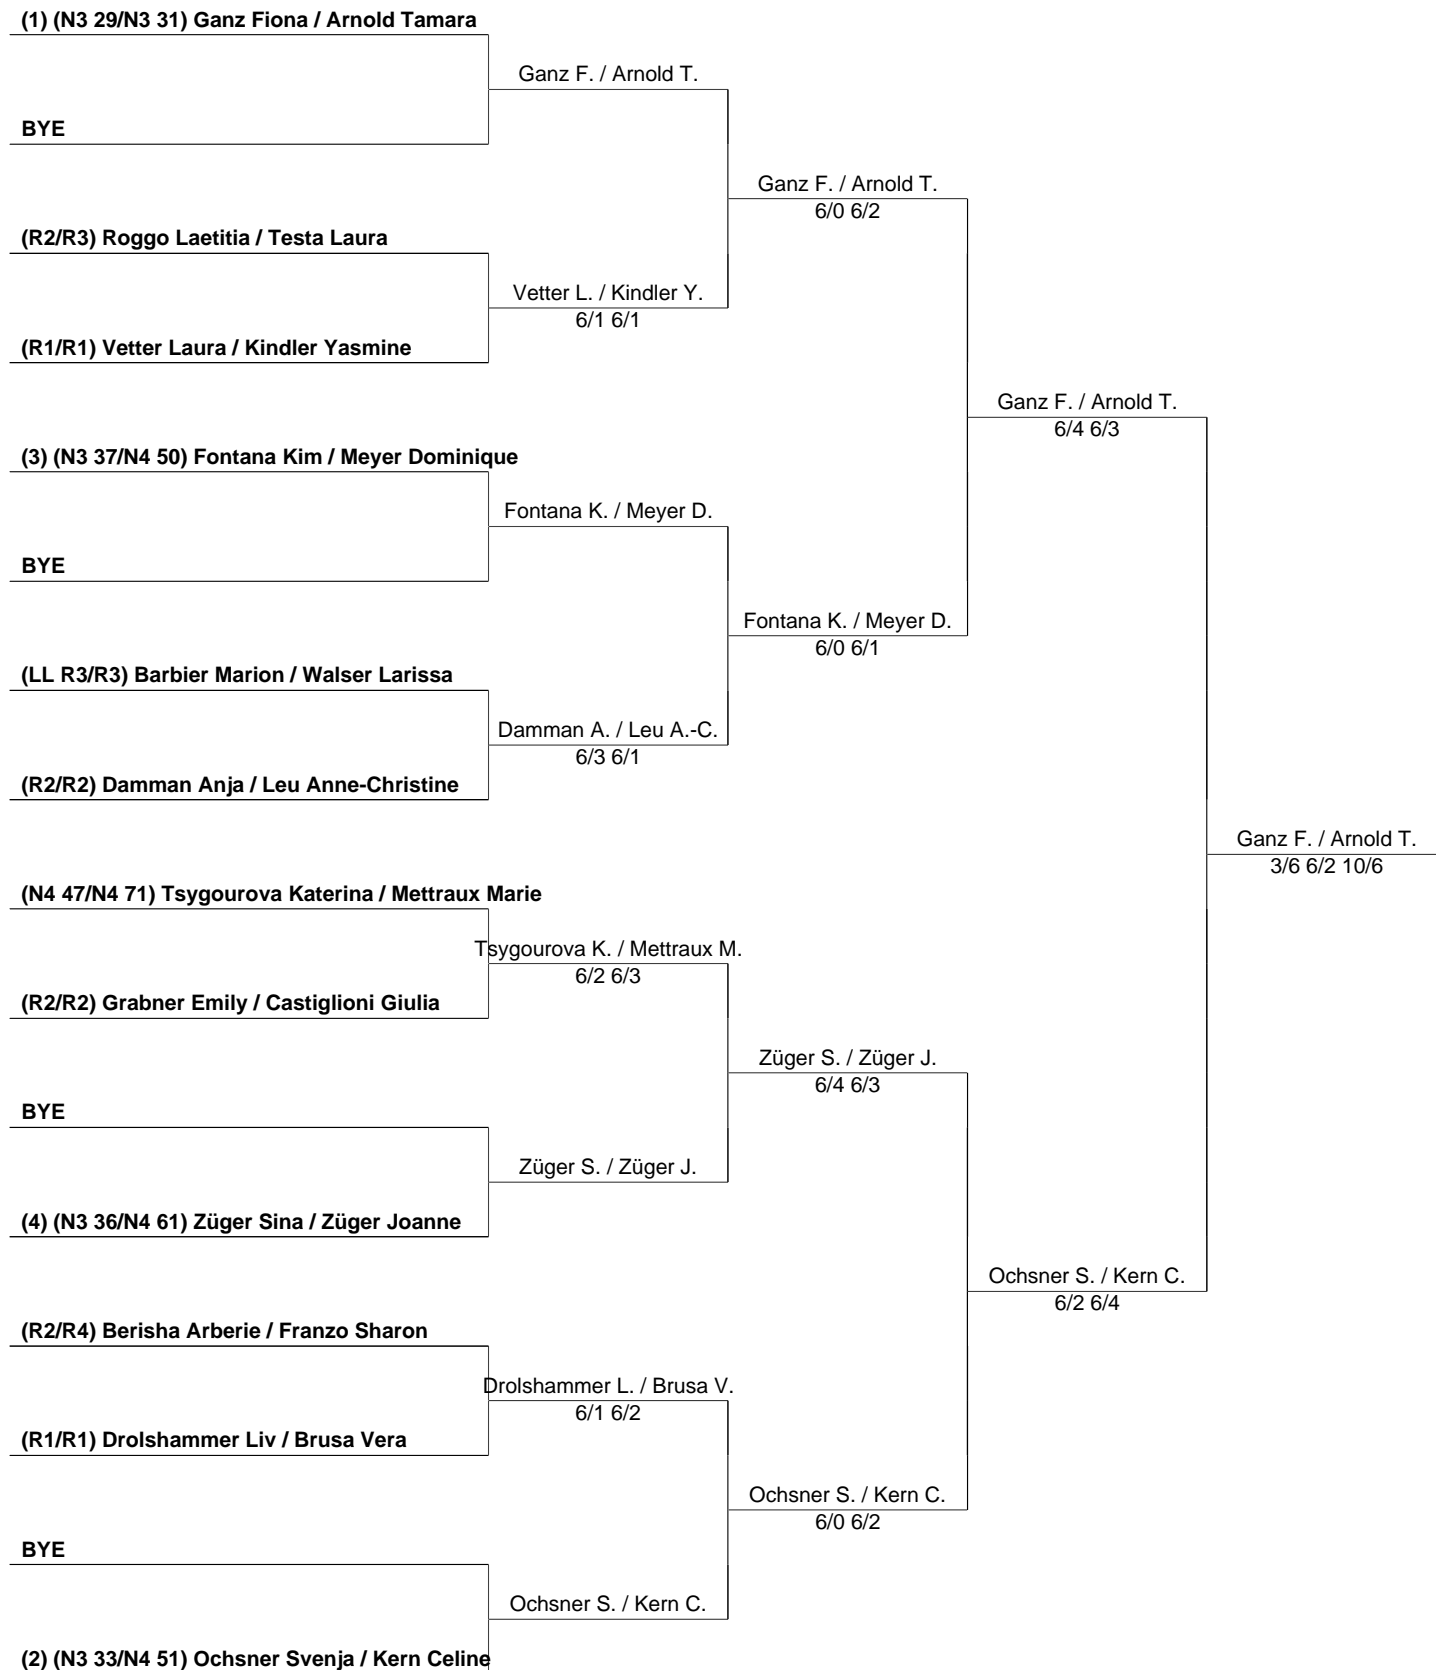 (1) (N3 29/N3 31) Ganz Fiona / Arnold Tamara
Ganz F. / Arnold T.
BYE
Ganz F. / Arnold T.
6/0 6/2
(R2/R3) Roggo Laetitia / Testa Laura
Vetter L. / Kindler Y.
6/1 6/1
(R1/R1) Vetter Laura / Kindler Yasmine
Ganz F. / Arnold T.
6/4 6/3
(3) (N3 37/N4 50) Fontana Kim / Meyer Dominique
Fontana K. / Meyer D.
BYE
Fontana K. / Meyer D.
6/0 6/1
(LL R3/R3) Barbier Marion / Walser Larissa
Damman A. / Leu A.-C.
6/3 6/1
(R2/R2) Damman Anja / Leu Anne-Christine
Ganz F. / Arnold T.
3/6 6/2 10/6
(N4 47/N4 71) Tsygourova Katerina / Mettraux Marie
Tsygourova K. / Mettraux M.
6/2 6/3
(R2/R2) Grabner Emily / Castiglioni Giulia
Züger S. / Züger J.
6/4 6/3
BYE
Züger S. / Züger J.
(4) (N3 36/N4 61) Züger Sina / Züger Joanne
Ochsner S. / Kern C.
6/2 6/4
(R2/R4) Berisha Arberie / Franzo Sharon
Drolshammer L. / Brusa V.
6/1 6/2
(R1/R1) Drolshammer Liv / Brusa Vera
Ochsner S. / Kern C.
6/0 6/2
BYE
Ochsner S. / Kern C.
(2) (N3 33/N4 51) Ochsner Svenja / Kern Celine